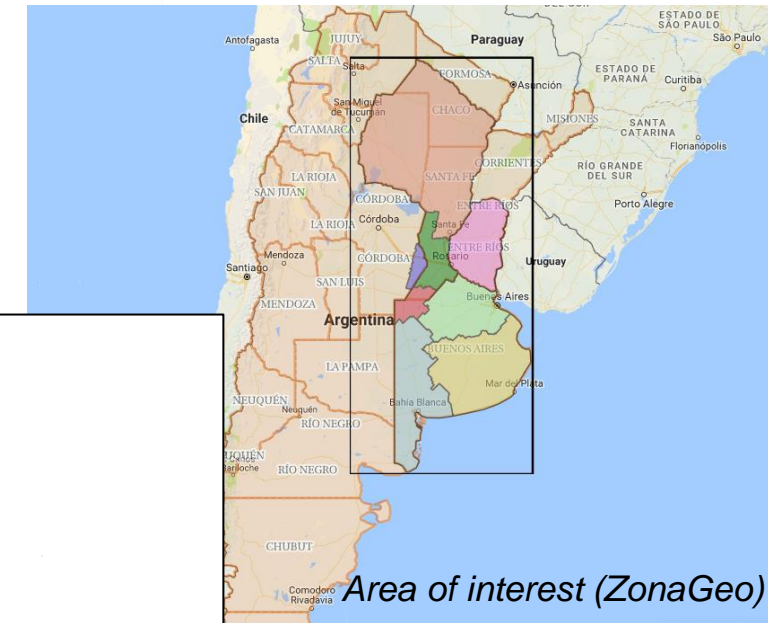 ESTADO DE
SÃO PAULO
São Paulo
Antofagasta
JUJUY
Paraguay
SALTA
Salta
FORMOSA
Asunción
ESTADO DE
PARANÁ
Curitiba
San Miguel
de Tucumán
CHACO
MISIONES
Chile
CATAMARCA
SANTA
CATARINA
Florianópolis
CORRIENTES
LA RIOJA
SANTA FE
RÍO GRANDE
DEL SUR
SAN JUAN
CÓRDOBA
ENTRE RÍOS
Porto Alegre
LA RIOJA
Córdoba
Santa Fe
ENTRE RÍOS
Mendoza
CÓRDOBA
Rosario
Uruguay
Santiago
SAN LUIS
MENDOZA
Buenos Aires
Argentina
BUENOS AIRES
LA PAMPA
Mar del Plata
NEUQUÉN
Bahía Blanca
Neuquén
RÍO NEGRO
NEUQUÉN
Bariloche
RÍO NEGRO
CHUBUT
Comodoro
Rivadavia
Area of interest (ZonaGeo)